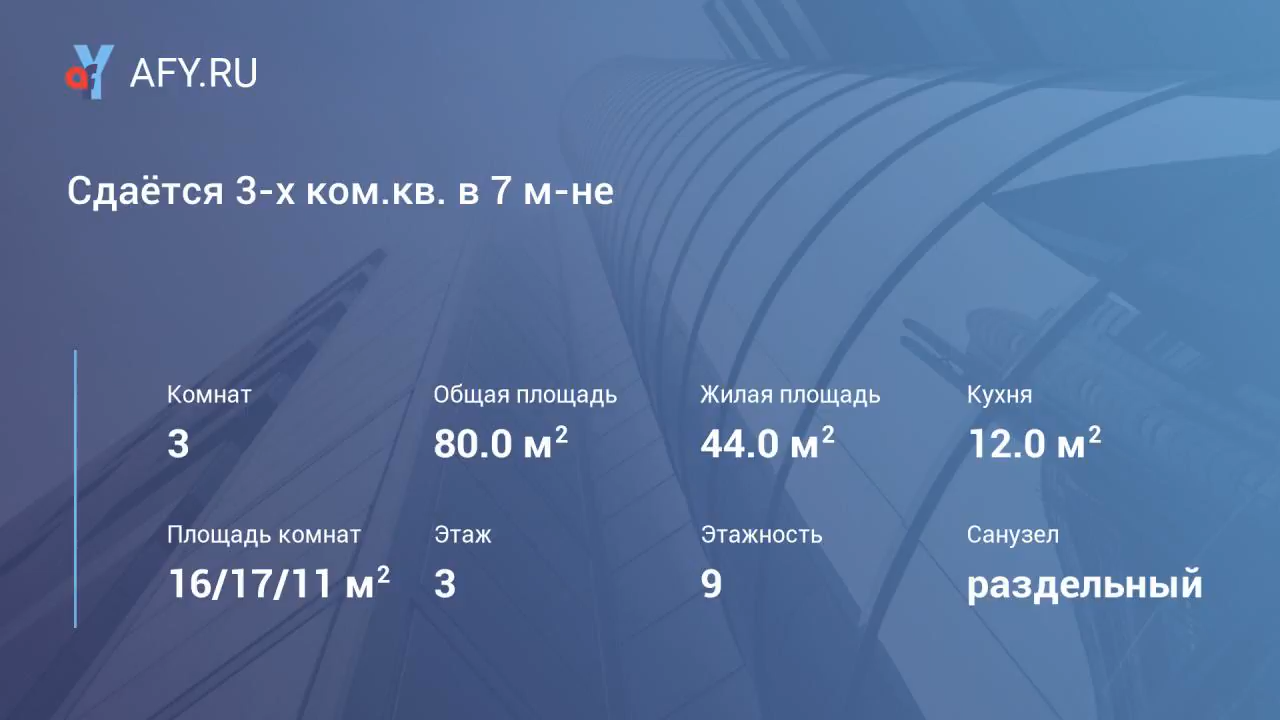 AFY.RU
Сдаётся 3-х ком.кв. в 7 м-не
Комнат
3
Общая площадь
80.0 м²
Жилая площадь
44.0 м²
Кухня
12.0 м²
Площадь комнат
16/17/11 м²
Этаж
3
Этажность
9
Санузел
раздельный